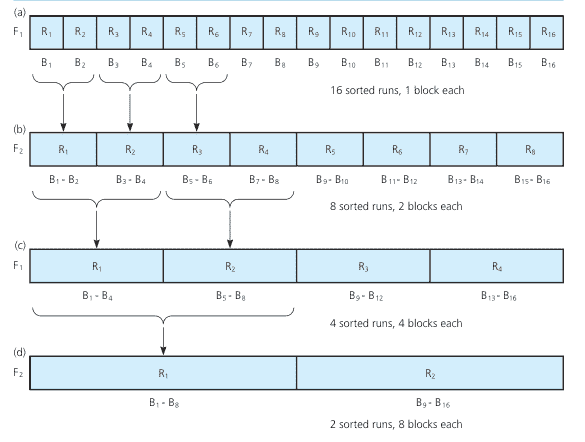 (a)
F₁ R₁ R₂ R₃ R₄ R₅ R₆ R₇ R₈ R₉ R₁₀ R₁₁ R₁₂ R₁₃ R₁₄ R₁₅ R₁₆
B₁ B₂ B₃ B₄ B₅ B₆ B₇ B₈ B₉ B₁₀ B₁₁ B₁₂ B₁₃ B₁₄ B₁₅ B₁₆
16 sorted runs, 1 block each
(b)
F₂ R₁ R₂ R₃ R₄ R₅ R₆ R₇ R₈
B₁ - B₂ B₃ - B₄ B₅ - B₆ B₇ - B₈ B₉ - B₁₀ B₁₁ - B₁₂ B₁₃ - B₁₄ B₁₅ - B₁₆
8 sorted runs, 2 blocks each
(c)
F₁ R₁ R₂ R₃ R₄
B₁ - B₄ B₅ - B₈ B₉ - B₁₂ B₁₃ - B₁₆
4 sorted runs, 4 blocks each
(d)
F₂ R₁ R₂
B₁ - B₈ B₉ - B₁₆
2 sorted runs, 8 blocks each